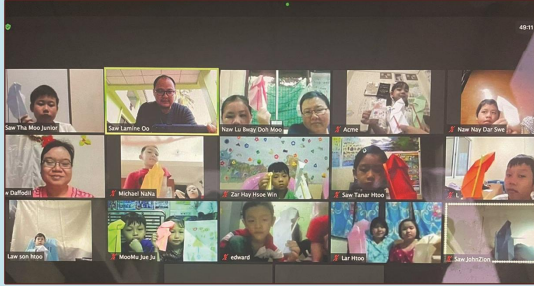 49:11
Saw Tha Moo Junior
Saw Lamine Oo
Naw Lu Bway Doh Moo
Acme
Naw Nay Dar Swe
w Daffodil
Michael NaNa
Zar Hay Hsoe Win
Saw Tanar Htoo
Law son htoo
MooMu Jue Ju
edward
Lar Htoo
Saw JohnZion